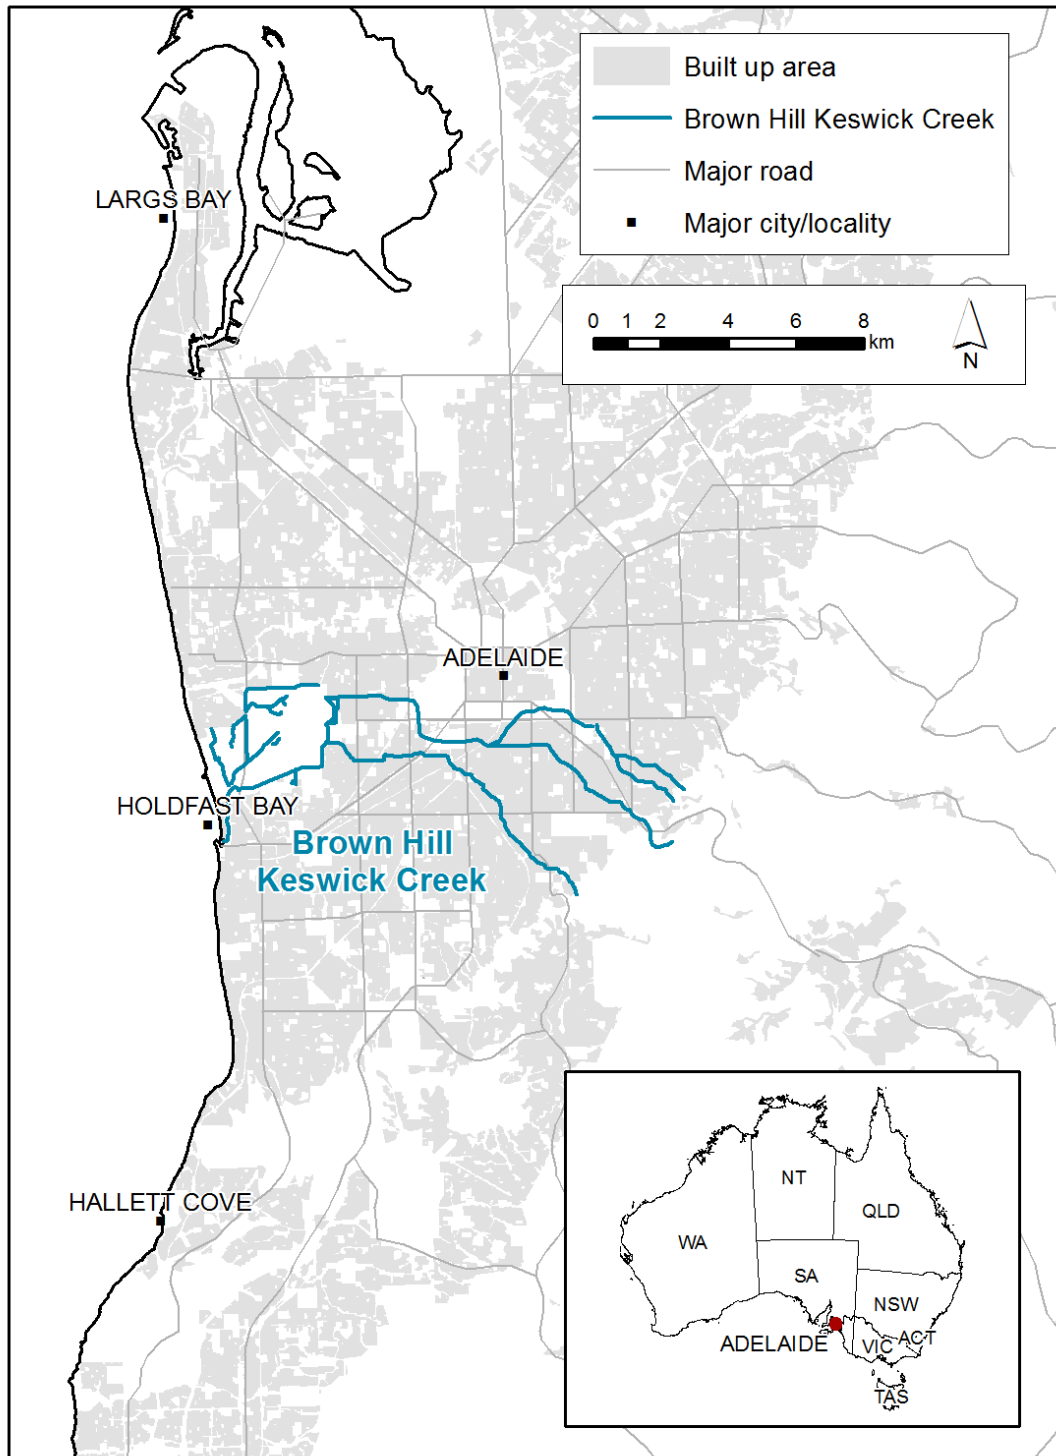 Built up area
Brown Hill Keswick Creek
Major road
Major city/locality
LARGS BAY
0 1 2 4 6 8
km
N
ADELAIDE
HOLDFAST BAY
Brown Hill
Keswick Creek
HALLETT COVE
NT
QLD
WA
SA
NSW
ADELAIDE
VIC
ACT
TAS